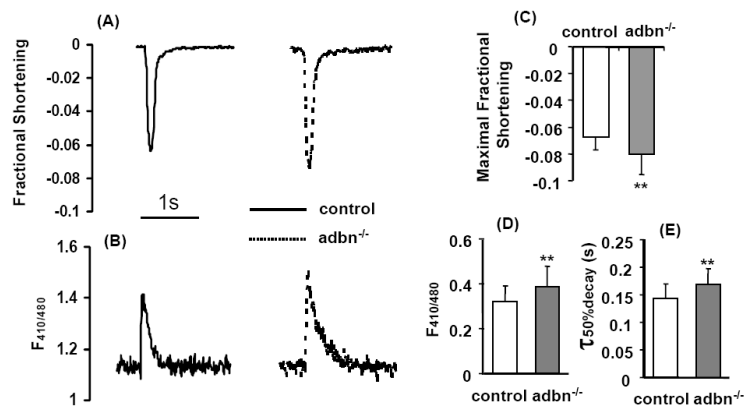 (A)
Fractional Shortening
0
-0.02
-0.04
-0.06
-0.08
-0.1
1s
control
adbn-/-
(B)
F410/480
1.6
1.4
1.2
1
(C)
control adbn-/-
Maximal Fractional
Shortening
0
-0.02
-0.04
-0.06
-0.08
-0.1
**
(D)
F410/480
0.6
0.4
0.2
0
**
control adbn-/-
(E)
τ50%decay (s)
0.25
0.2
0.15
0.1
0.05
0
**
control adbn-/-